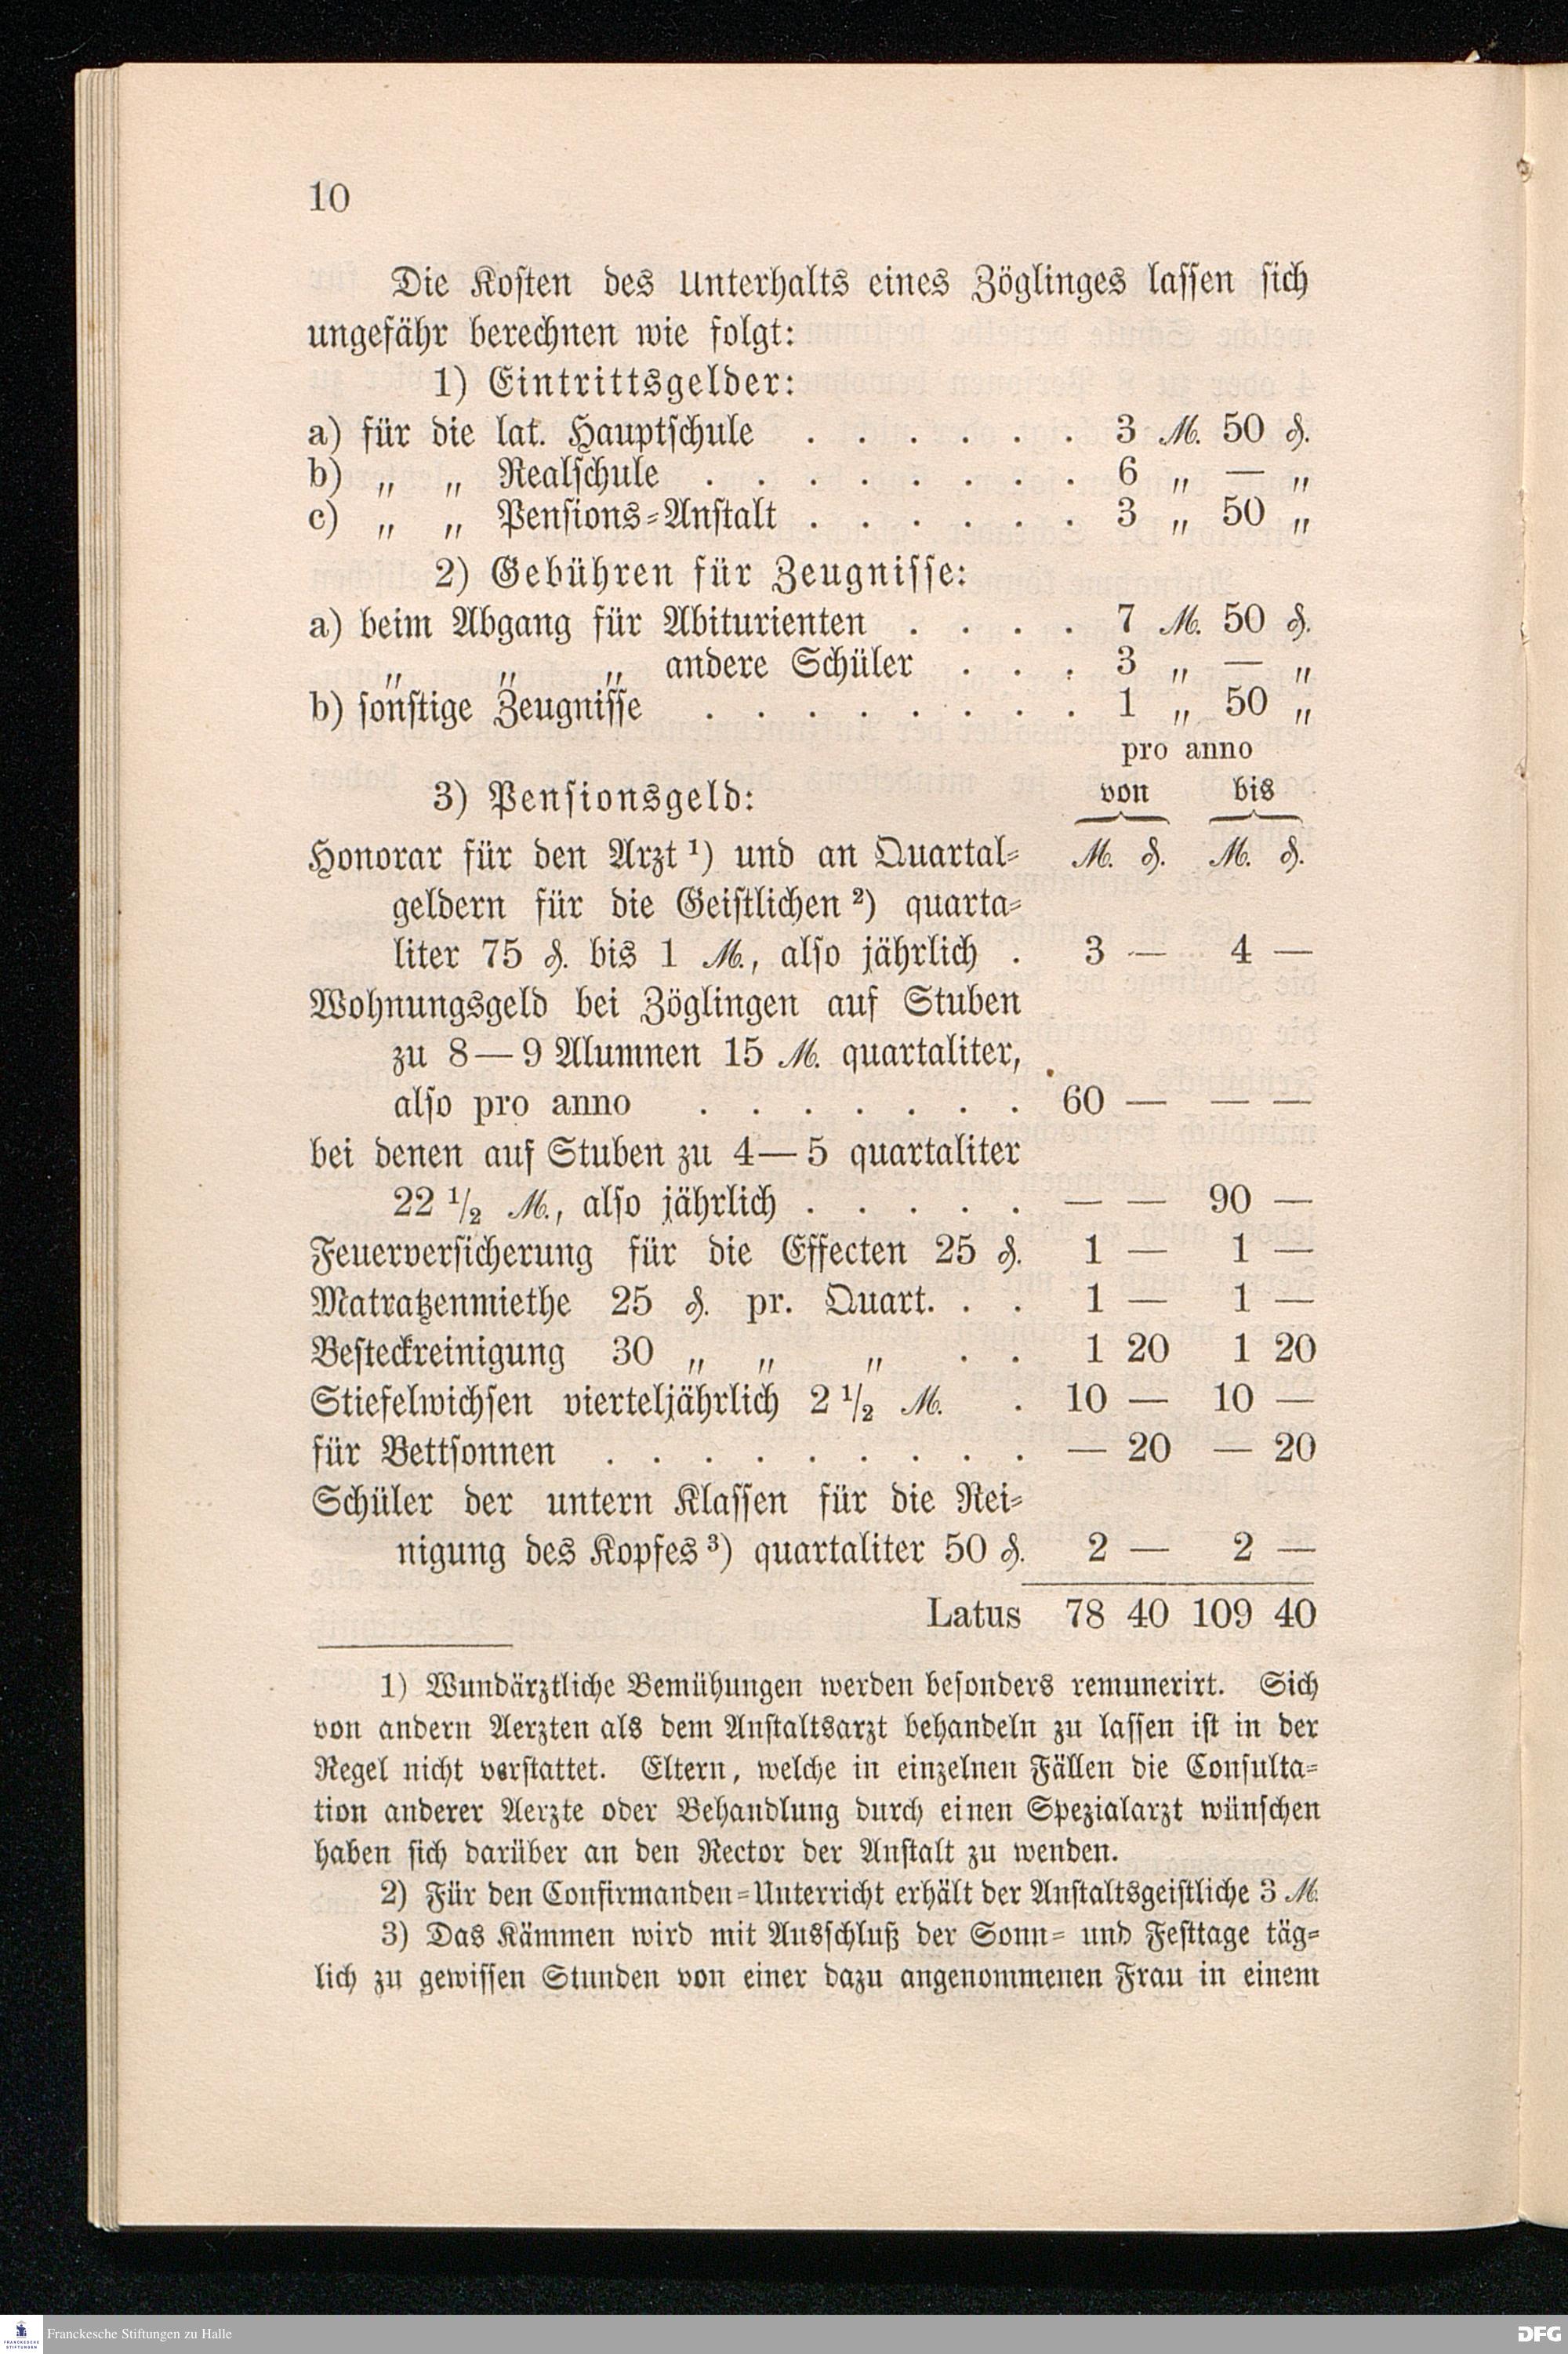 10
Die Kosten des Unterhalts eines Zöglinges lassen sich
ungefähr berechnen wie folgt:
1) Eintrittsgelder:
a) für die lat. Hauptschule . . . . . . 3 M. 50 ₰.
b) „ „ Realschule . . . . . . . . 6 „ — „
c) „ „ Pensions-Anstalt . . . . . . 3 „ 50 „
2) Gebühren für Zeugnisse:
a) beim Abgang für Abiturienten . . . . 7 M. 50 ₰.
„ „ „ andere Schüler . . . 3 „ — „
b) sonstige Zeugnisse . . . . . . . . 1 „ 50 „
pro anno
3) Pensionsgeld: von bis
Honorar für den Arzt ¹) und an Quartal- M. ₰. M. ₰.
geldern für die Geistlichen ²) quarta-
liter 75 ₰. bis 1 M., also jährlich . 3 — 4 —
Wohnungsgeld bei Zöglingen auf Stuben
zu 8—9 Alumnen 15 M. quartaliter,
also pro anno . . . . . . . 60 — — —
bei denen auf Stuben zu 4—5 quartaliter
22 ½ M., also jährlich . . . . . — — 90 —
Feuerversicherung für die Effecten 25 ₰. 1 — 1 —
Matratzenmiethe 25 ₰. pr. Quart. . . 1 — 1 —
Besteckreinigung 30 „ „ „ . . 1 20 1 20
Stiefelwichsen vierteljährlich 2 ½ M. . 10 — 10 —
für Bettsonnen . . . . . . . . . — 20 — 20
Schüler der untern Klassen für die Rei-
nigung des Kopfes ³) quartaliter 50 ₰. 2 — 2 —
Latus 78 40 109 40
1) Wundärztliche Bemühungen werden besonders remunerirt. Sich
von andern Aerzten als dem Anstaltsarzt behandeln zu lassen ist in der
Regel nicht verstattet. Eltern, welche in einzelnen Fällen die Consulta-
tion anderer Aerzte oder Behandlung durch einen Spezialarzt wünschen
haben sich darüber an den Rector der Anstalt zu wenden.
2) Für den Confirmanden-Unterricht erhält der Anstaltsgeistliche 3 M.
3) Das Kämmen wird mit Ausschluß der Sonn- und Festtage täg-
lich zu gewissen Stunden von einer dazu angenommenen Frau in einem
FRANCKESCHE
STIFTUNGEN
Franckesche Stiftungen zu Halle
DFG